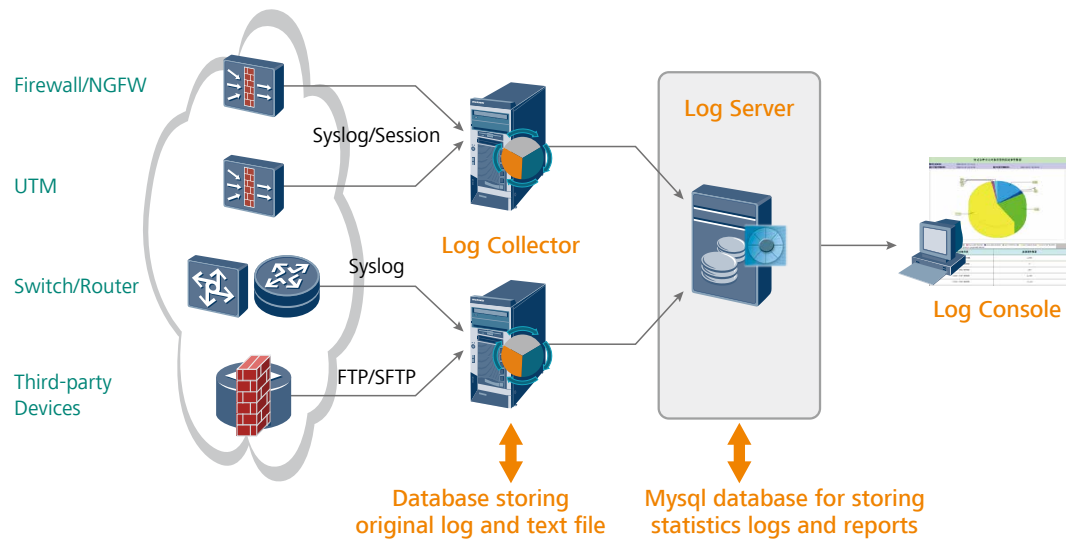 Firewall/NGFW
Syslog/Session
UTM
Log Collector
Switch/Router
Syslog
Third-party
Devices
FTP/SFTP
Log Server
Log Console
Database storing
original log and text file
Mysql database for storing
statistics logs and reports